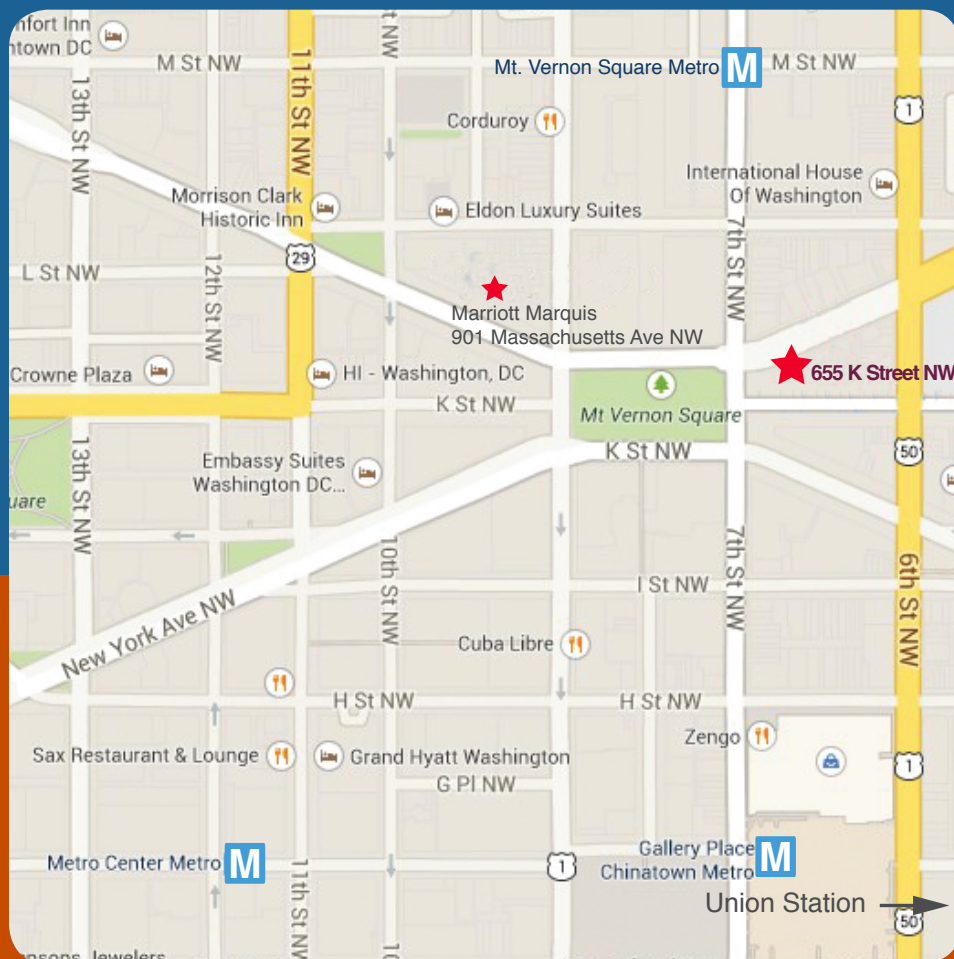 nfort Inn
ntown DC
M St NW
11th St NW
t NW
Mt. Vernon Square Metro
M
M St NW
13th St NW
Corduroy
1
International House
Of Washington
Morrison Clark
Historic Inn
Eldon Luxury Suites
7th St NW
29
L St NW
12th St NW
Marriott Marquis
901 Massachusetts Ave NW
Crowne Plaza
HI - Washington, DC
655 K Street NW
K St NW
Mt Vernon Square
13th St NW
K St NW
50
Embassy Suites
Washington DC...
uare
10th St NW
7th St NW
6th St NW
I St NW
New York Ave NW
Cuba Libre
H St NW
H St NW
Zengo
Sax Restaurant & Lounge
Grand Hyatt Washington
1
G Pl NW
Metro Center Metro
M
11th St NW
1
Gallery Place
Chinatown Metro
M
Union Station
50
10
nsons Jewelers